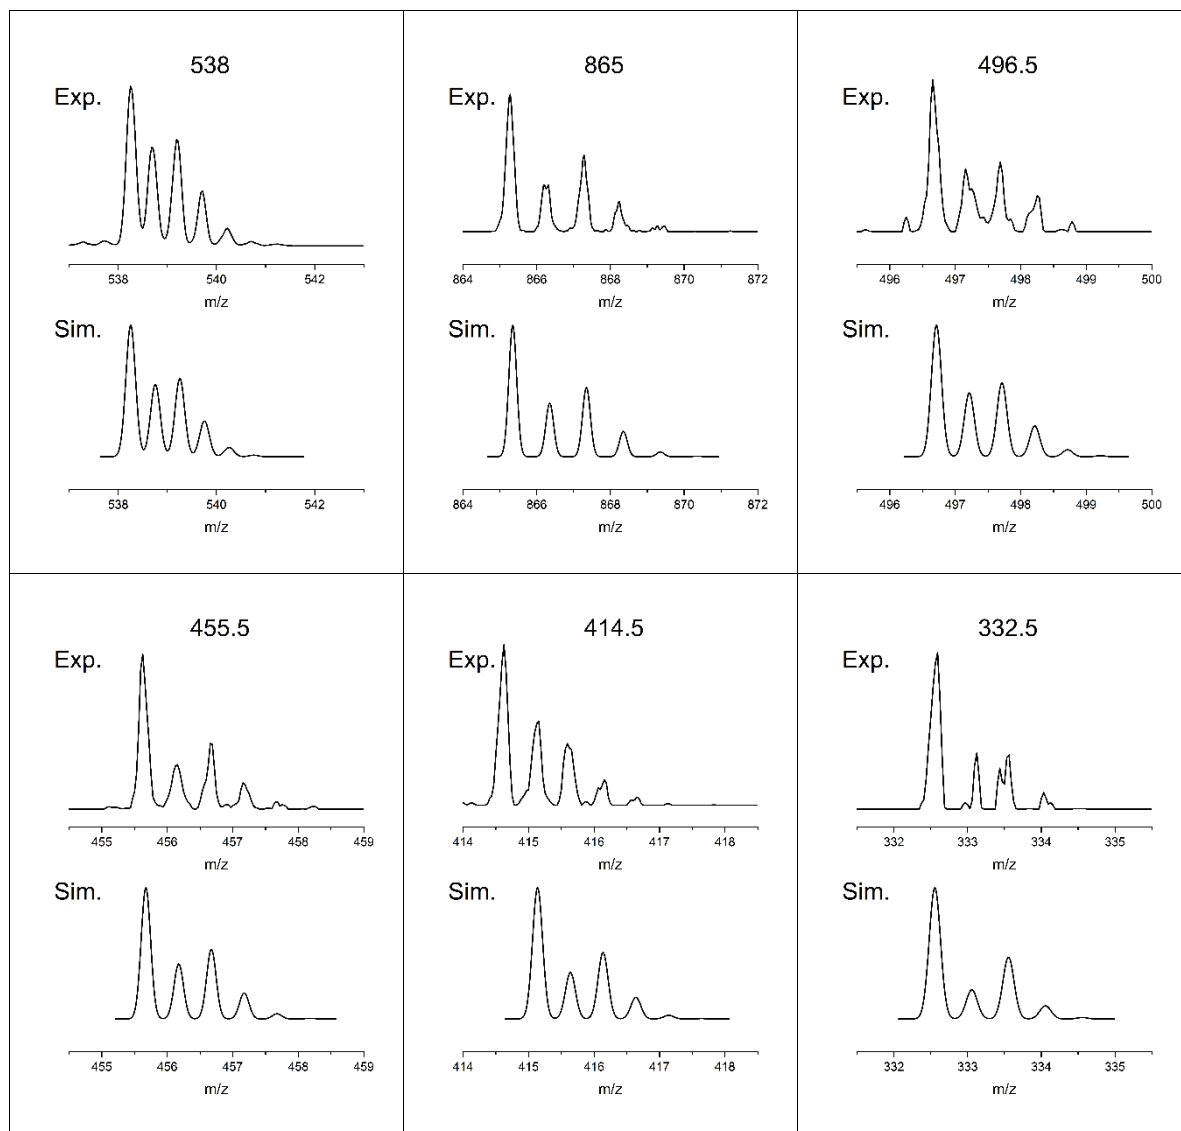 538
Exp.
538 540 542
m/z
Sim.
538 540 542
m/z
865
Exp.
864 866 868 870 872
m/z
Sim.
864 866 868 870 872
m/z
496.5
Exp.
496 497 498 499 500
m/z
Sim.
496 497 498 499 500
m/z
455.5
Exp.
455 456 457 458 459
m/z
Sim.
455 456 457 458 459
m/z
414.5
Exp.
414 415 416 417 418
m/z
Sim.
414 415 416 417 418
m/z
332.5
Exp.
332 333 334 335
m/z
Sim.
332 333 334 335
m/z